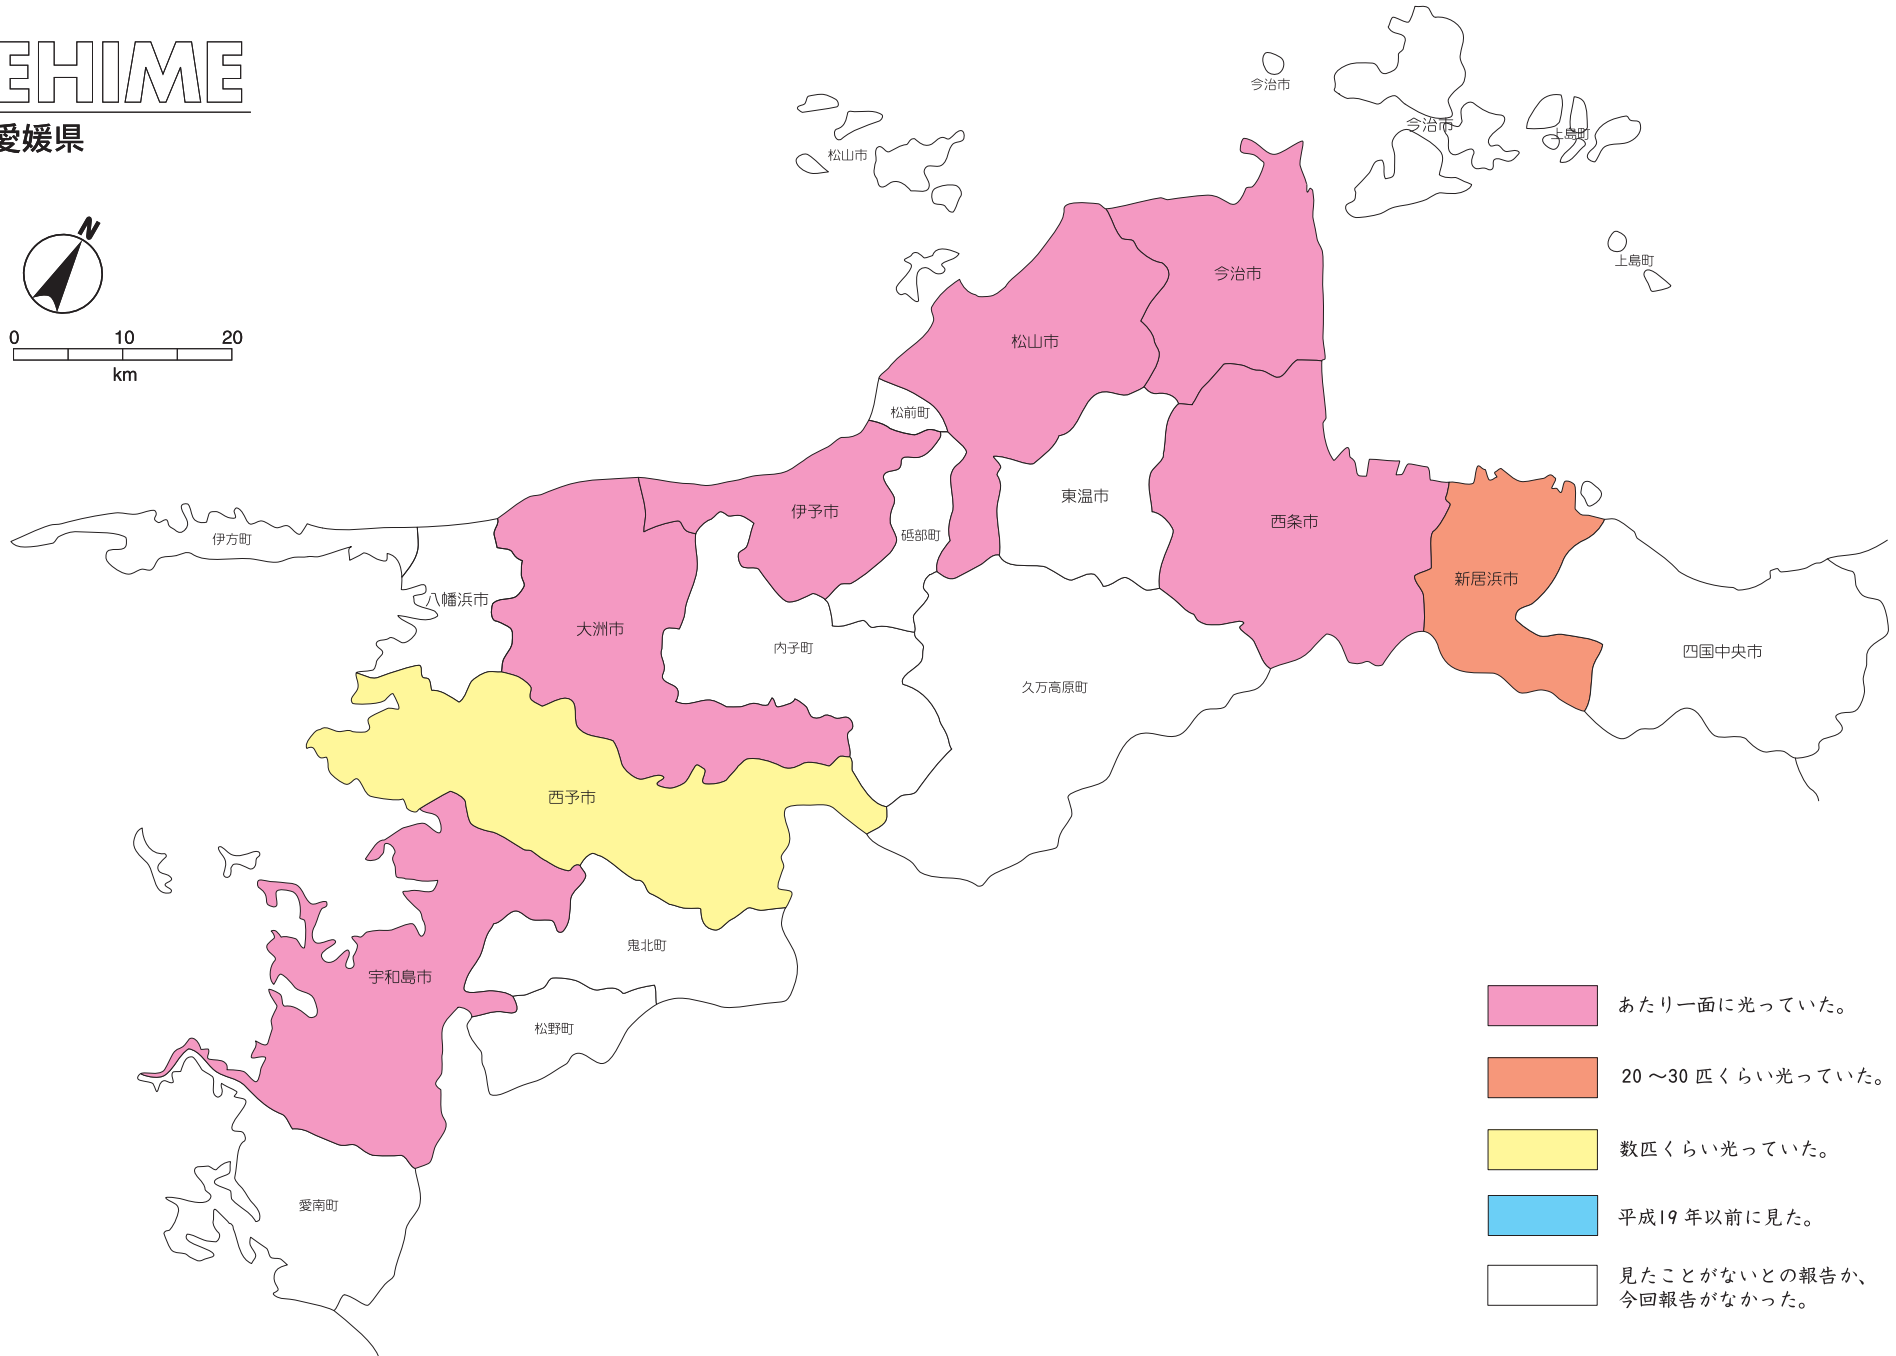 EHIME
愛媛県
N
0 10 20
km
今治市
今治市
上島町
松山市
上島町
今治市
松山市
松前町
東温市
伊予市
砥部町
西条市
伊方町
新居浜市
八幡浜市
大洲市
内子町
四国中央市
久万高原町
西予市
鬼北町
宇和島市
松野町
愛南町
あたり一面に光っていた。
20～30匹くらい光っていた。
数匹くらい光っていた。
平成19年以前に見た。
見たことがないとの報告か、
今回報告がなかった。